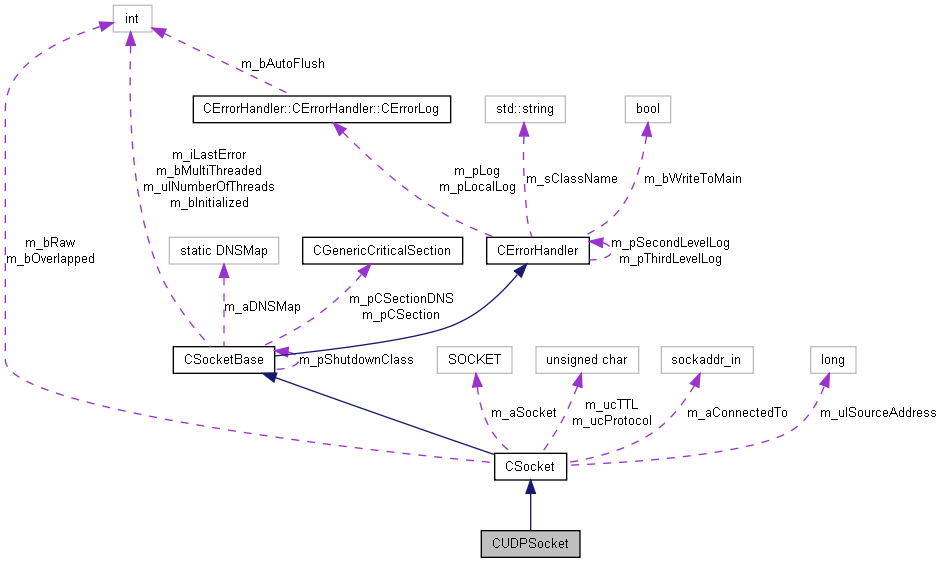 int
m_bAutoFlush
CErrorHandler::CErrorHandler::CErrorLog
std::string
bool
m_iLastError
m_bMultiThreaded
m_ulNumberOfThreads
m_bInitialized
m_pLog
m_pLocalLog
m_sClassName
m_bWriteToMain
m_bRaw
m_bOverlapped
static DNSMap
CGenericCriticalSection
CErrorHandler
m_pSecondLevelLog
m_pThirdLevelLog
m_aDNSMap
m_pCSectionDNS
m_pCSection
CSocketBase
m_pShutdownClass
SOCKET
unsigned char
sockaddr_in
long
m_aSocket
m_ucTTL
m_ucProtocol
m_aConnectedTo
m_ulSourceAddress
CSocket
CUDPSocket